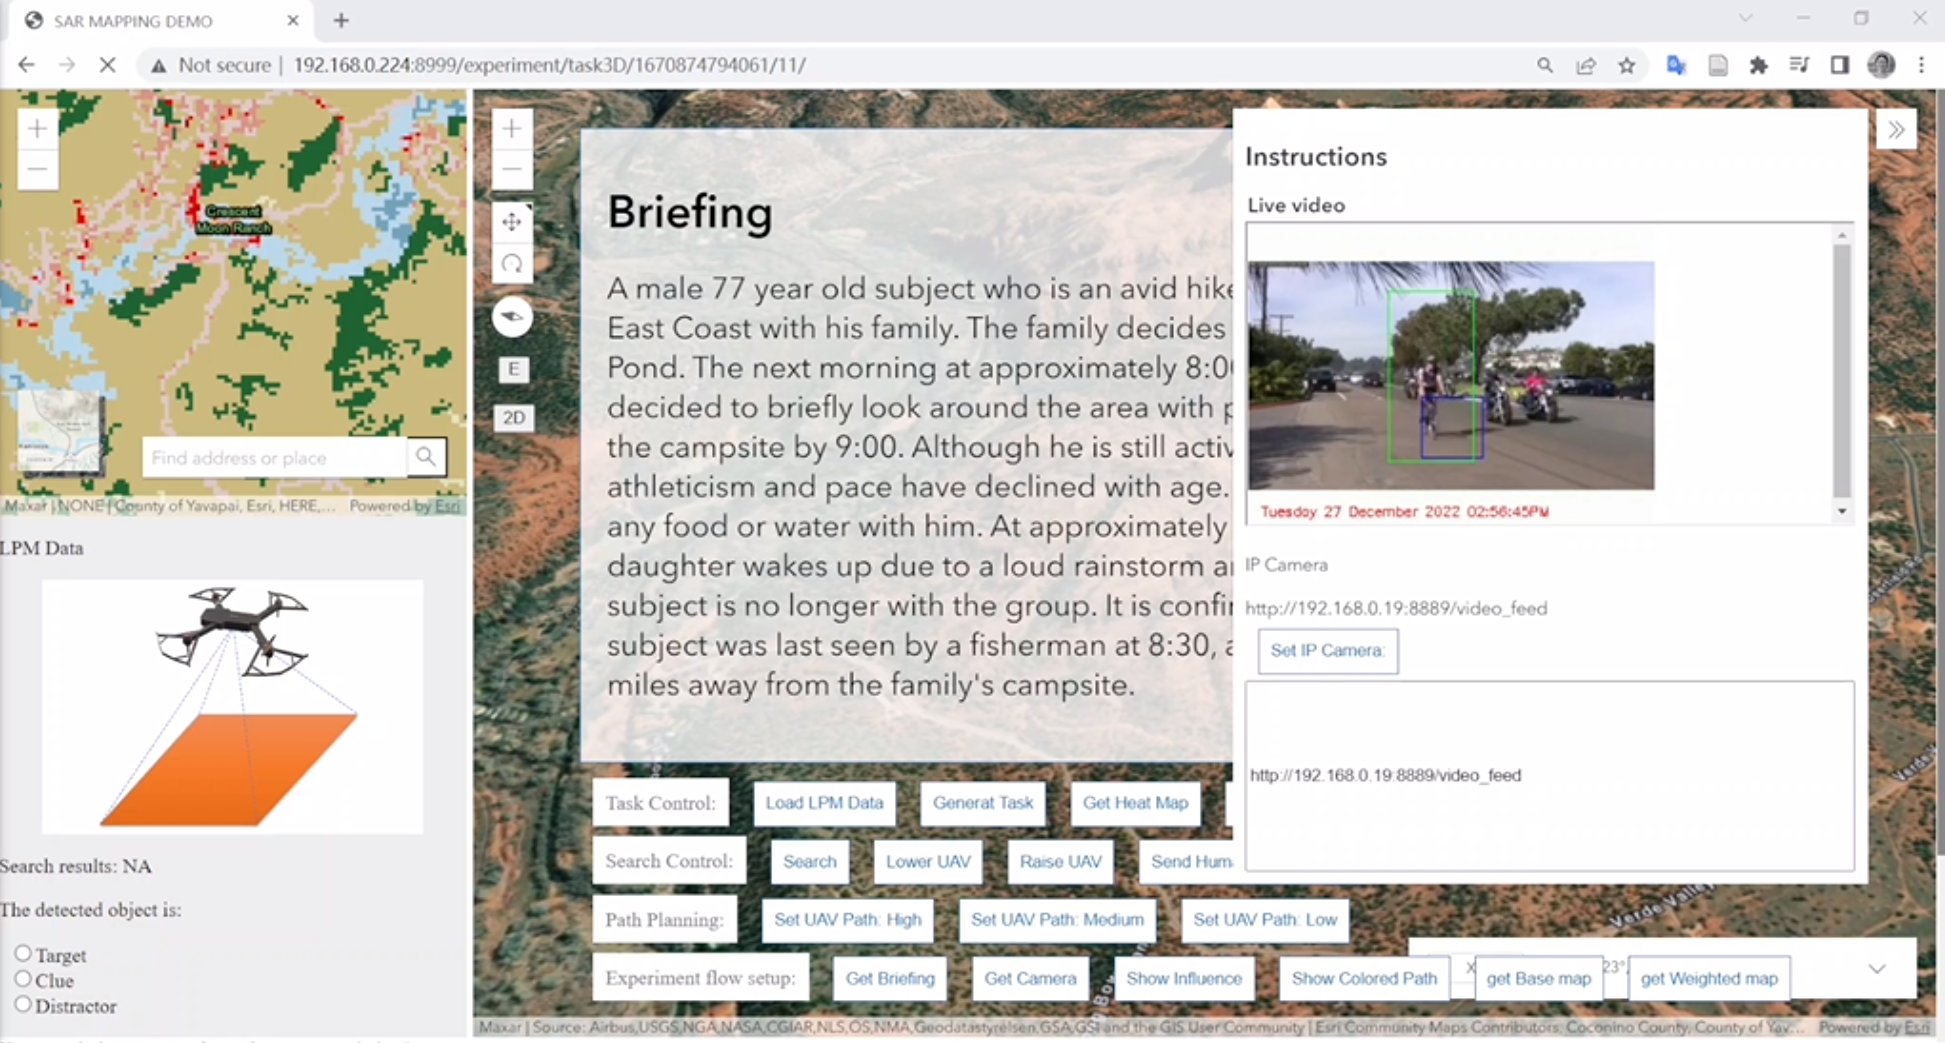 SAR MAPPING DEMO
Not secure | 192.168.0.224:8999/experiment/task3D/1670874794061/11/
Crescent
Moon Ranch
Find address or place
Maxar | NONE | County of Yavapai, Esri, HERE,... Powered by Esri
LPM Data
Search results: NA
The detected object is:
Target
Clue
Distractor
E
2D
Briefing
A male 77 year old subject who is an avid hike
East Coast with his family. The family decides
Pond. The next morning at approximately 8:0
decided to briefly look around the area with p
the campsite by 9:00. Although he is still activ
athleticism and pace have declined with age.
any food or water with him. At approximately
daughter wakes up due to a loud rainstorm a
subject is no longer with the group. It is confi
subject was last seen by a fisherman at 8:30, a
miles away from the family's campsite.
Instructions
Live video
Tuesday 27 December 2022 02:56:45PM
IP Camera
http://192.168.0.19:8889/video_feed
Set IP Camera:
http://192.168.0.19:8889/video_feed
Task Control: Load LPM Data Generat Task Get Heat Map
Search Control: Search Lower UAV Raise UAV Send Hum
Path Planning: Set UAV Path: High Set UAV Path: Medium Set UAV Path: Low
Experiment flow setup: Get Briefing Get Camera Show Influence Show Colored Path X get Base map 23° get Weighted map
Verde Valley
Maxar | Source: Airbus,USGS,NGA,NASA,CGIAR,NLS,OS,NMA,Geodatastyrelsen,GSA,GSI and the GIS User Community | Esri Community Maps Contributors, Coconino County, County of Yav... Powered by Esri